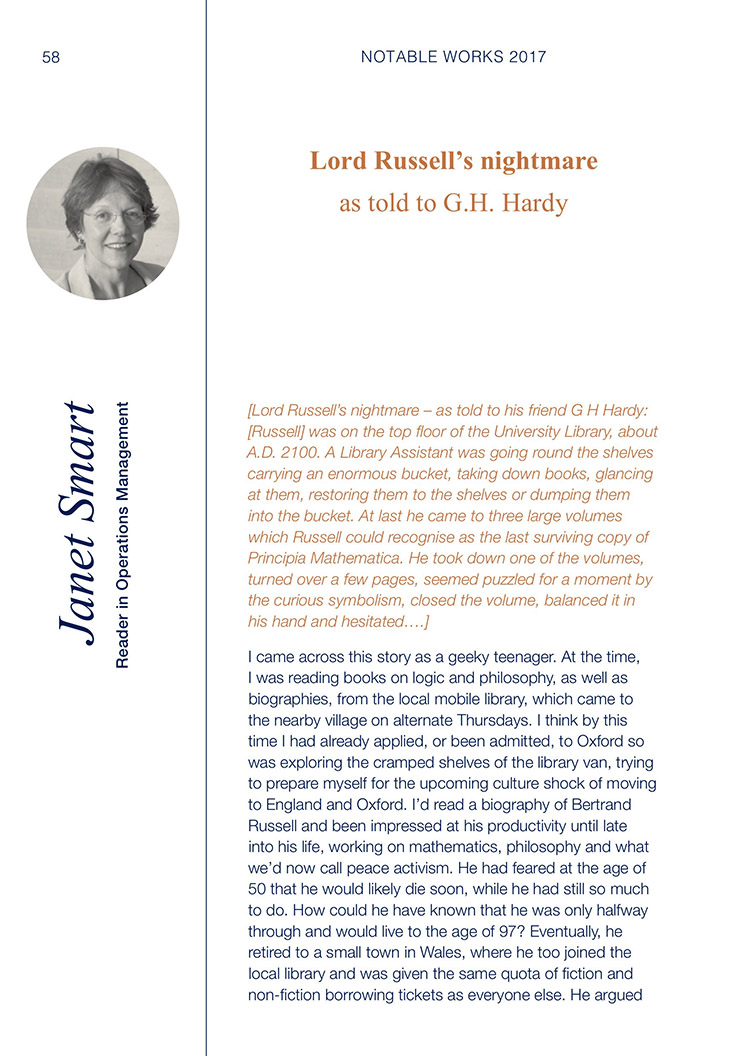 58
NOTABLE WORKS 2017
Lord Russell’s nightmare
as told to G.H. Hardy
Janet Smart
Reader in Operations Management
[Lord Russell’s nightmare – as told to his friend G H Hardy:
[Russell] was on the top floor of the University Library, about
A.D. 2100. A Library Assistant was going round the shelves
carrying an enormous bucket, taking down books, glancing
at them, restoring them to the shelves or dumping them
into the bucket. At last he came to three large volumes
which Russell could recognise as the last surviving copy of
Principia Mathematica. He took down one of the volumes,
turned over a few pages, seemed puzzled for a moment by
the curious symbolism, closed the volume, balanced it in
his hand and hesitated….]
I came across this story as a geeky teenager. At the time,
I was reading books on logic and philosophy, as well as
biographies, from the local mobile library, which came to
the nearby village on alternate Thursdays. I think by this
time I had already applied, or been admitted, to Oxford so
was exploring the cramped shelves of the library van, trying
to prepare myself for the upcoming culture shock of moving
to England and Oxford. I’d read a biography of Bertrand
Russell and been impressed at his productivity until late
into his life, working on mathematics, philosophy and what
we’d now call peace activism. He had feared at the age of
50 that he would likely die soon, while he had still so much
to do. How could he have known that he was only halfway
through and would live to the age of 97? Eventually, he
retired to a small town in Wales, where he too joined the
local library and was given the same quota of fiction and
non-fiction borrowing tickets as everyone else. He argued